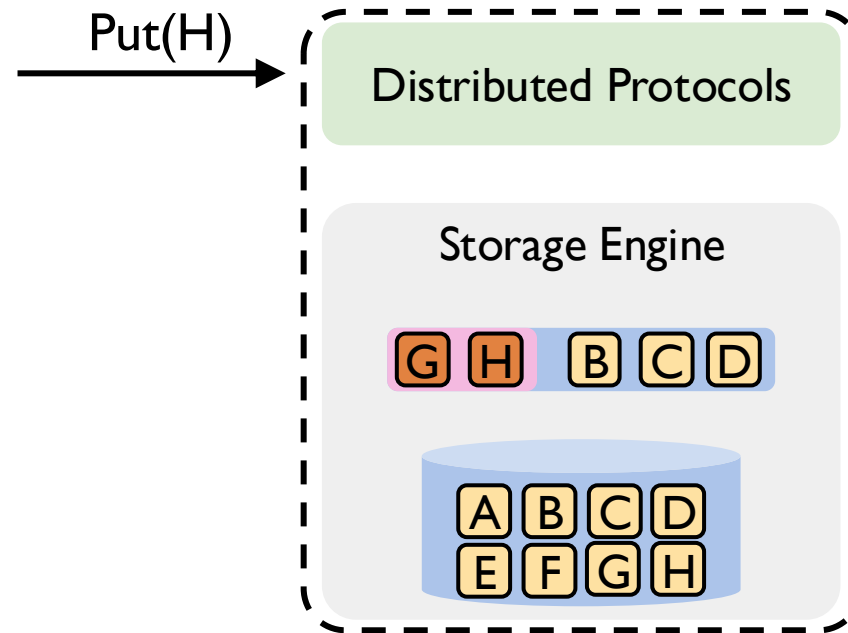 Put(H)
Distributed Protocols
Storage Engine
G H B C D
A B C D
E F G H